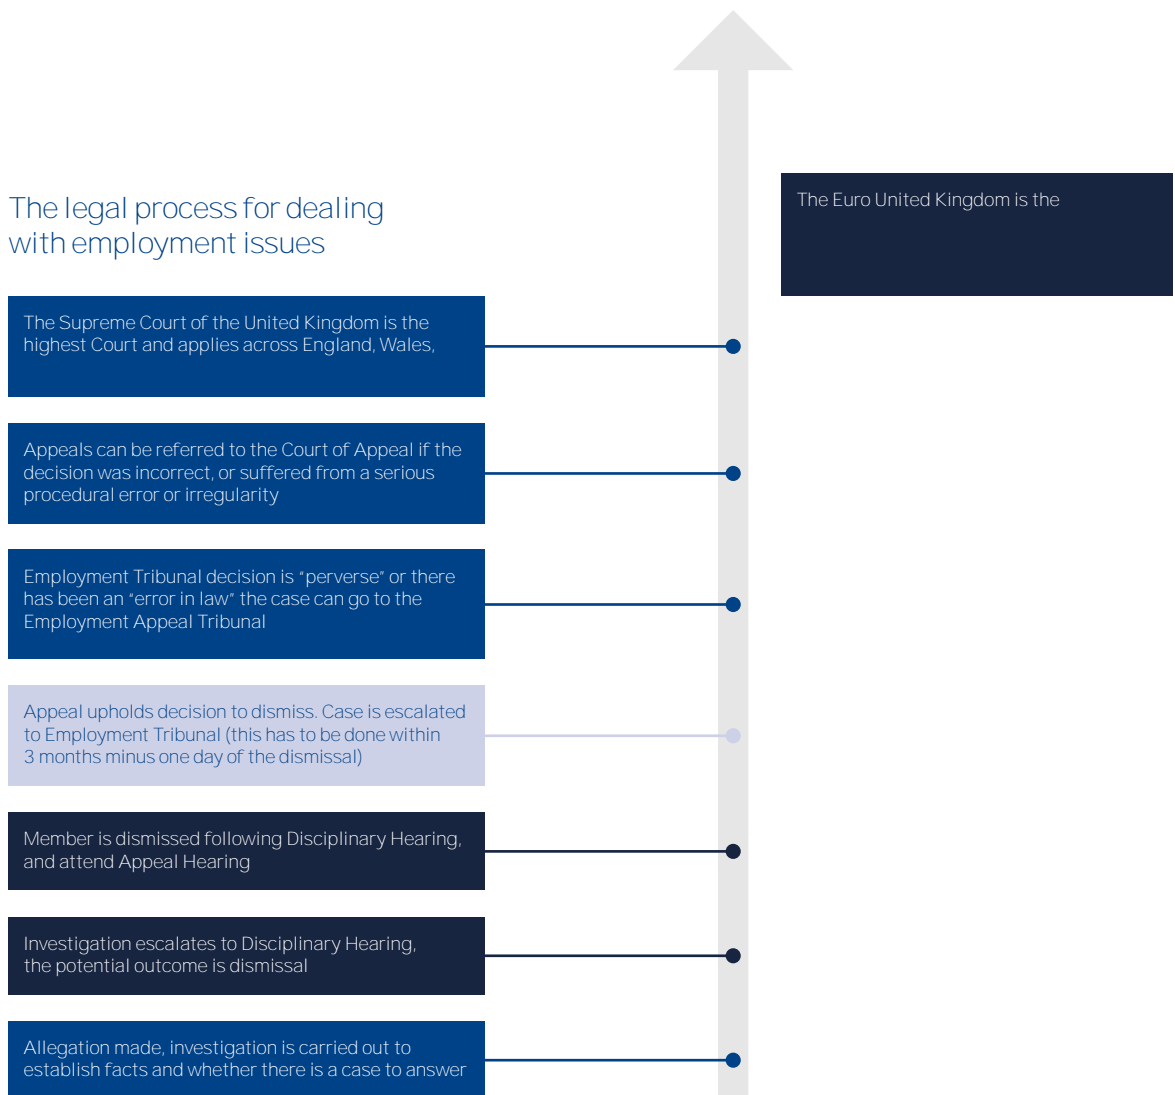 The legal process for dealing
with employment issues
The Euro United Kingdom is the
The Supreme Court of the United Kingdom is the
highest Court and applies across England, Wales,
Appeals can be referred to the Court of Appeal if the
decision was incorrect, or suffered from a serious
procedural error or irregularity
Employment Tribunal decision is “perverse” or there
has been an “error in law” the case can go to the
Employment Appeal Tribunal
Appeal upholds decision to dismiss. Case is escalated
to Employment Tribunal (this has to be done within
3 months minus one day of the dismissal)
Member is dismissed following Disciplinary Hearing,
and attend Appeal Hearing
Investigation escalates to Disciplinary Hearing,
the potential outcome is dismissal
Allegation made, investigation is carried out to
establish facts and whether there is a case to answer